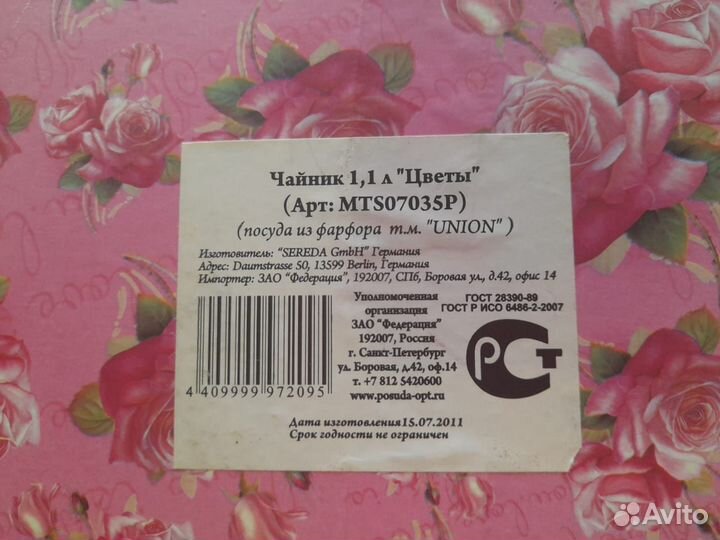 Чайник 1,1 л "Цветы"
(Арт: MTS07035P)
(посуда из фарфора т.м. "UNION" )
Изготовитель: "SEREDA GmbH" Германия
Адрес: Daumstrasse 50, 13599 Berlin, Германия
Импортер: ЗАО "Федерация", 192007, СПб, Боровая ул., д.42, офис 14
Уполномоченная
организация
ЗАО "Федерация"
192007, Россия
г. Санкт-Петербург
ул. Боровая, д.42, оф.14
т. +7 812 5420600
www.posuda-opt.ru
ГОСТ 28390-89
ГОСТ Р ИСО 6486-2-2007
РСТ
4 409999 972095
Дата изготовления15.07.2011
Срок годности не ограничен
Avito